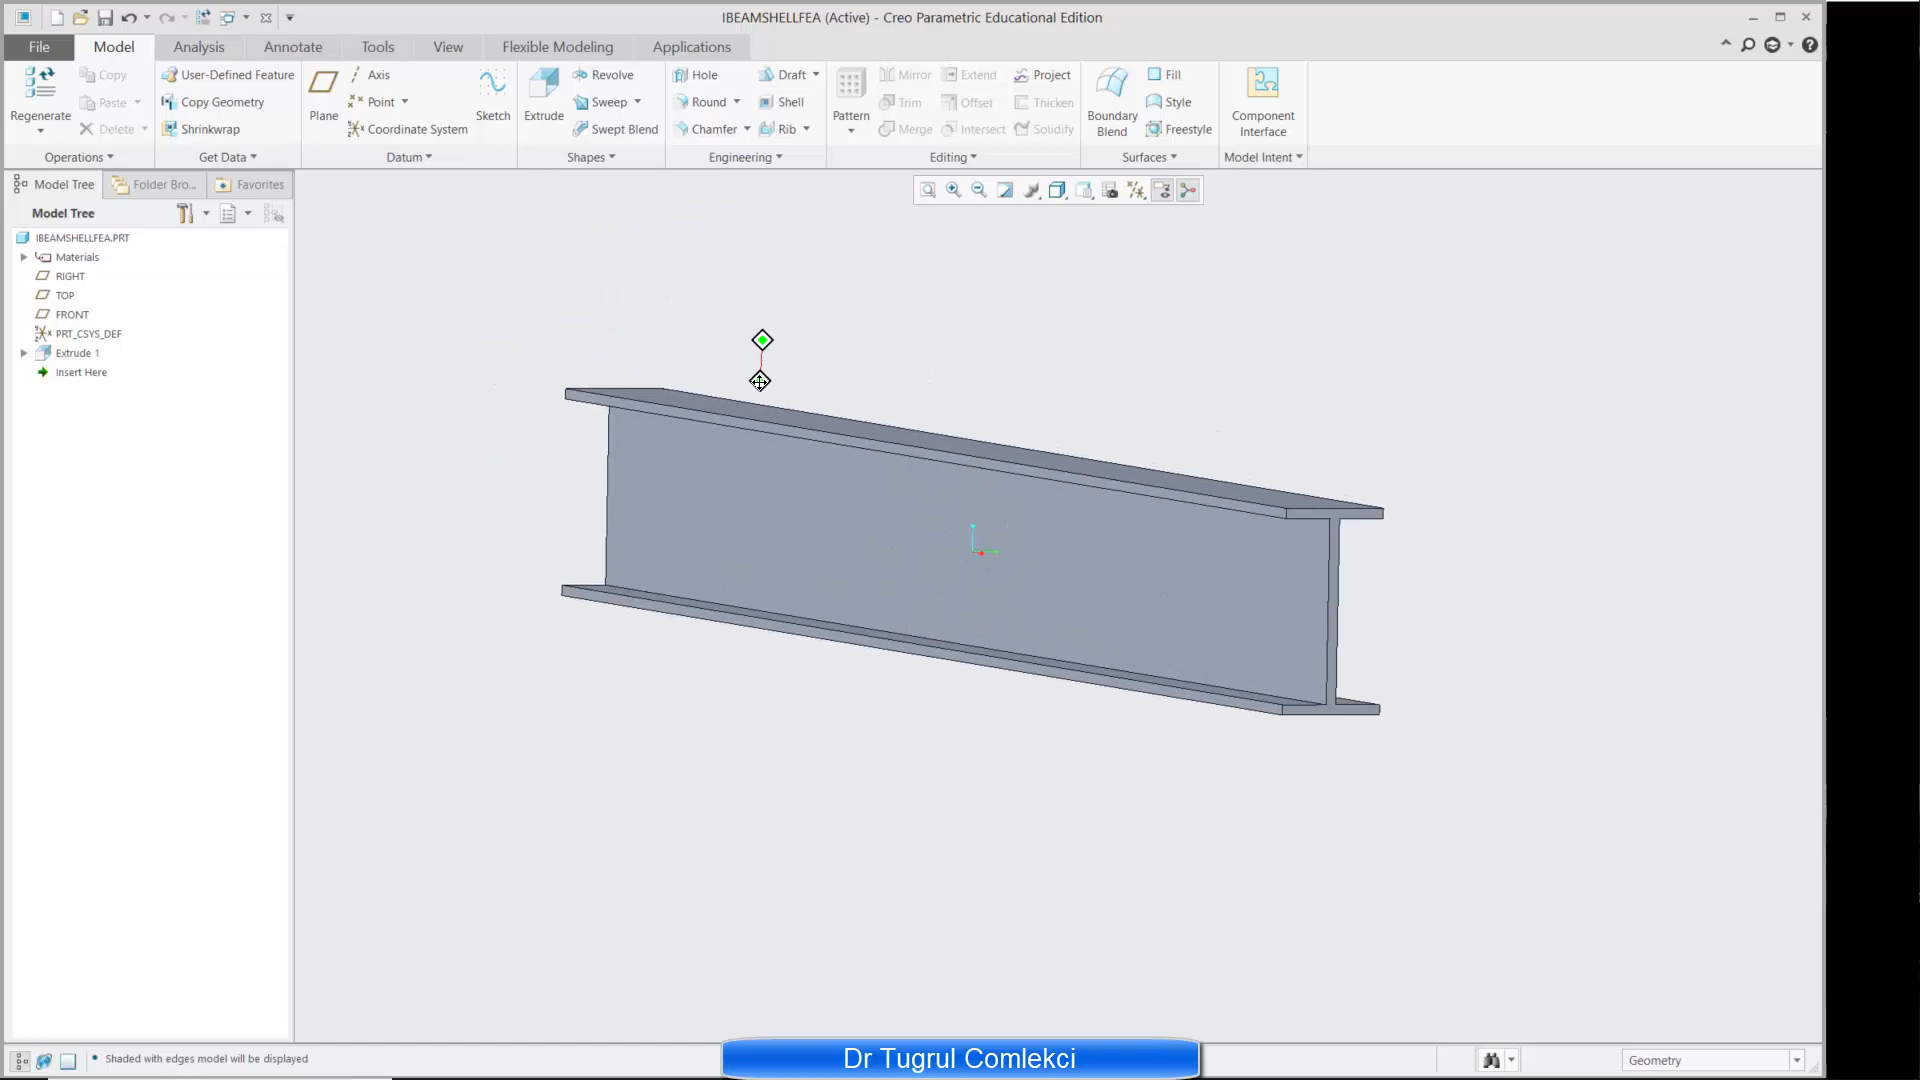 IBEAMSHELLFEA (Active) - Creo Parametric Educational Edition
File Model Analysis Annotate Tools View Flexible Modeling Applications
Regenerate
Copy
Paste
Delete
Operations
User-Defined Feature
Copy Geometry
Shrinkwrap
Get Data
Plane
Axis
Point
Coordinate System
Sketch
Datum
Extrude
Revolve
Sweep
Swept Blend
Shapes
Hole
Round
Chamfer
Draft
Shell
Rib
Engineering
Pattern
Mirror
Trim
Merge
Extend
Offset
Intersect
Project
Thicken
Solidify
Editing
Boundary
Blend
Fill
Style
Freestyle
Surfaces
Component
Interface
Model Intent
Model Tree Folder Bro... Favorites
Model Tree
IBEAMSHELLFEA.PRT
Materials
RIGHT
TOP
FRONT
PRT_CSYS_DEF
Extrude 1
Insert Here
Shaded with edges model will be displayed
Dr Tugrul Comlekci
Geometry